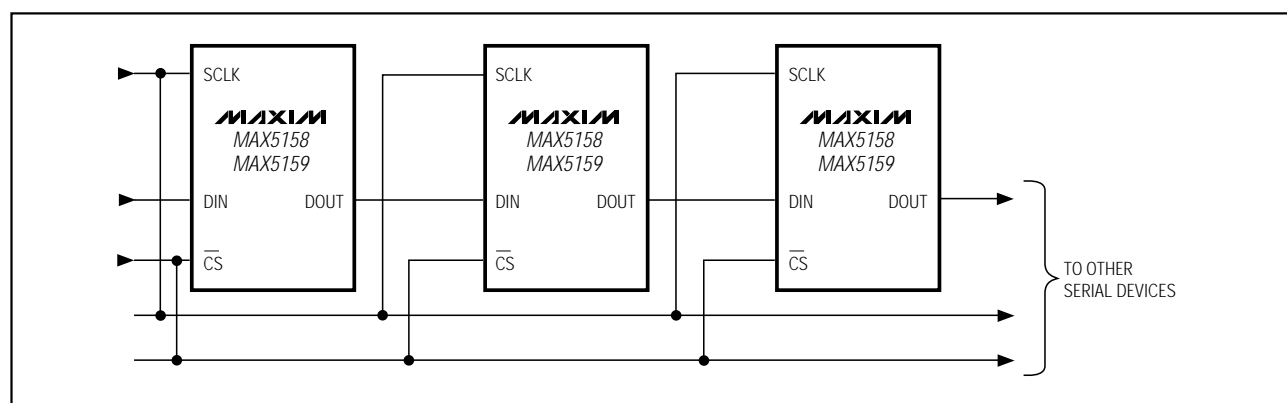 SCLK
MAXIM
MAX5158
MAX5159
DIN DOUT
CS
SCLK
MAXIM
MAX5158
MAX5159
DIN DOUT
CS
SCLK
MAXIM
MAX5158
MAX5159
DIN DOUT
CS
TO OTHER
SERIAL DEVICES